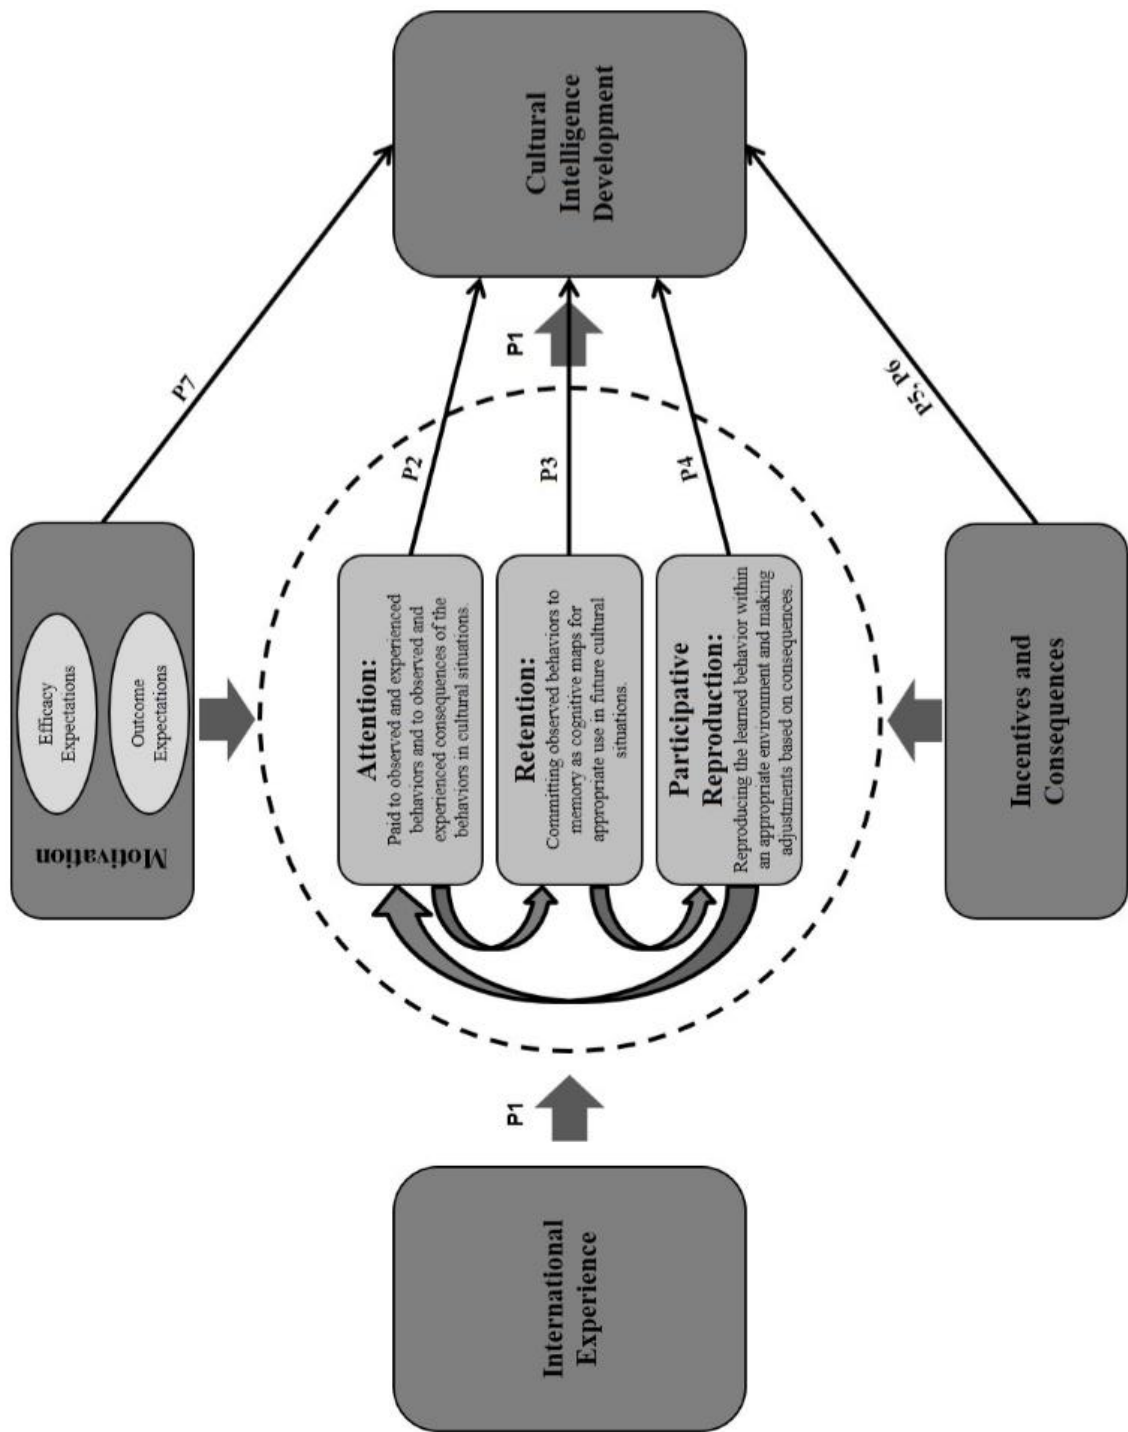 International
Experience
P1
Motivation
Efficacy
Expectations
Outcome
Expectations
Attention:
Paid to observed and experienced
behaviors and to observed and
experienced consequences of the
behaviors in cultural situations.
Retention:
Committing observed behaviors to
memory as cognitive maps for
appropriate use in future cultural
situations.
Participative
Reproduction:
Reproducing the learned behavior within
an appropriate environment and making
adjustments based on consequences.
Incentives and
Consequences
P7
P2
P3
P4
P5, P6
P1
Cultural
Intelligence
Development